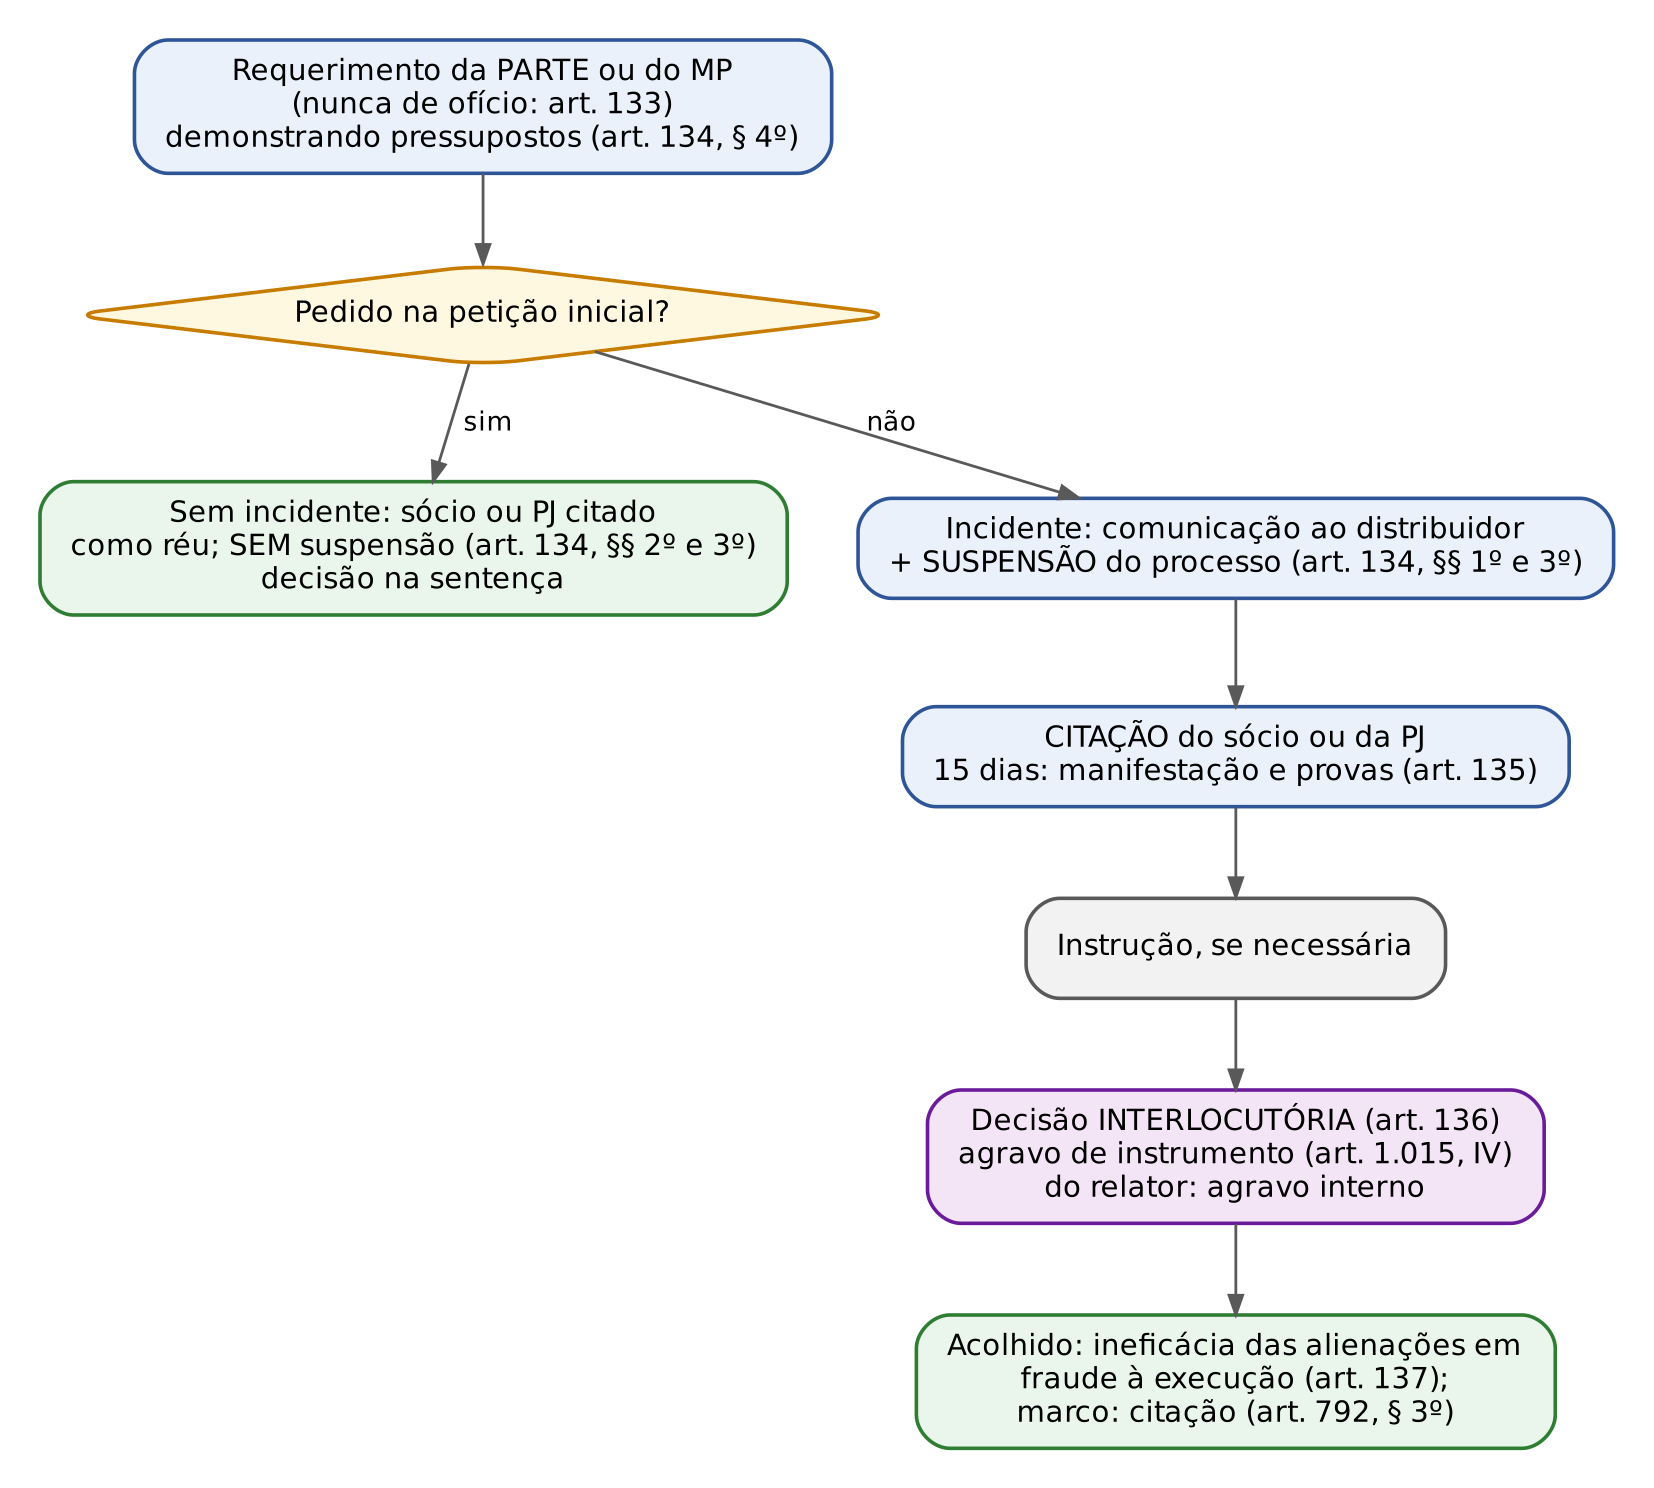 Requerimento da PARTE ou do MP
(nunca de ofício: art. 133)
demonstrando pressupostos (art. 134, § 4º)
Pedido na petição inicial?
sim
não
Sem incidente: sócio ou PJ citado
como réu; SEM suspensão (art. 134, §§ 2º e 3º)
decisão na sentença
Incidente: comunicação ao distribuidor
+ SUSPENSÃO do processo (art. 134, §§ 1º e 3º)
CITAÇÃO do sócio ou da PJ
15 dias: manifestação e provas (art. 135)
Instrução, se necessária
Decisão INTERLOCUTÓRIA (art. 136)
agravo de instrumento (art. 1.015, IV)
do relator: agravo interno
Acolhido: ineficácia das alienações em
fraude à execução (art. 137);
marco: citação (art. 792, § 3º)